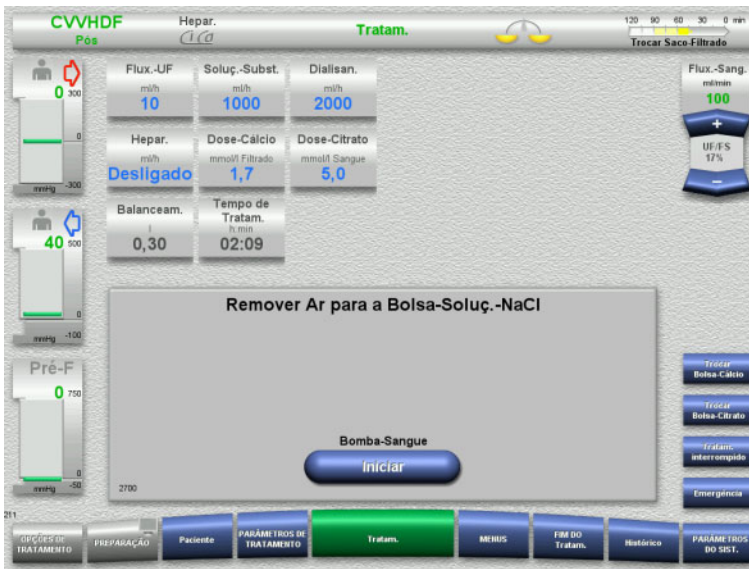 CVVHDF
Pós
Hepar.
Ci Ca
Tratam.
120 90 60 30 0 min
Trocar Saco-Filtrado
0
300
0
mmHg -300
Flux.-UF
ml/h
10
Soluç.-Subst.
ml/h
1000
Dialisan.
ml/h
2000
Flux.-Sang.
ml/min
100
+
UF/FS
17%
−
Hepar.
ml/h
Desligado
Dose-Cálcio
mmol/l Filtrado
1,7
Dose-Citrato
mmol/l Sangue
5,0
40
500
0
mmHg -100
Balanceam.
l
0,30
Tempo de
Tratam.
h:min
02:09
Remover Ar para a Bolsa-Soluç.-NaCl
Pré-F
0
750
0
mmHg -50
Bomba-Sangue
Iniciar
2700
Trocar
Bolsa-Cálcio
Trocar
Bolsa-Citrato
Tratam.
interrompido
Emergência
211
OPÇÕES DE
TRATAMENTO
PREPARAÇÃO
Paciente
PARÂMETROS DE
TRATAMENTO
Tratam.
MENUS
FIM DO
Tratam.
Histórico
PARÂMETROS
DO SIST.